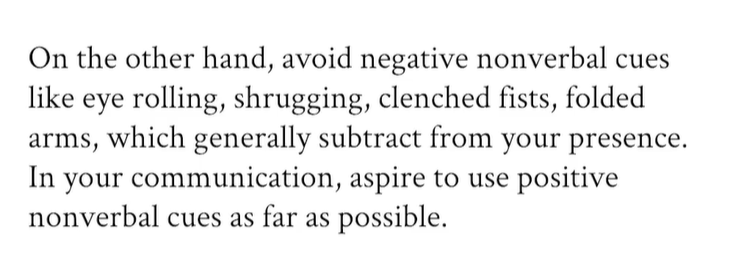 On the other hand, avoid negative nonverbal cues
like eye rolling, shrugging, clenched fists, folded
arms, which generally subtract from your presence.
In your communication, aspire to use positive
nonverbal cues as far as possible.